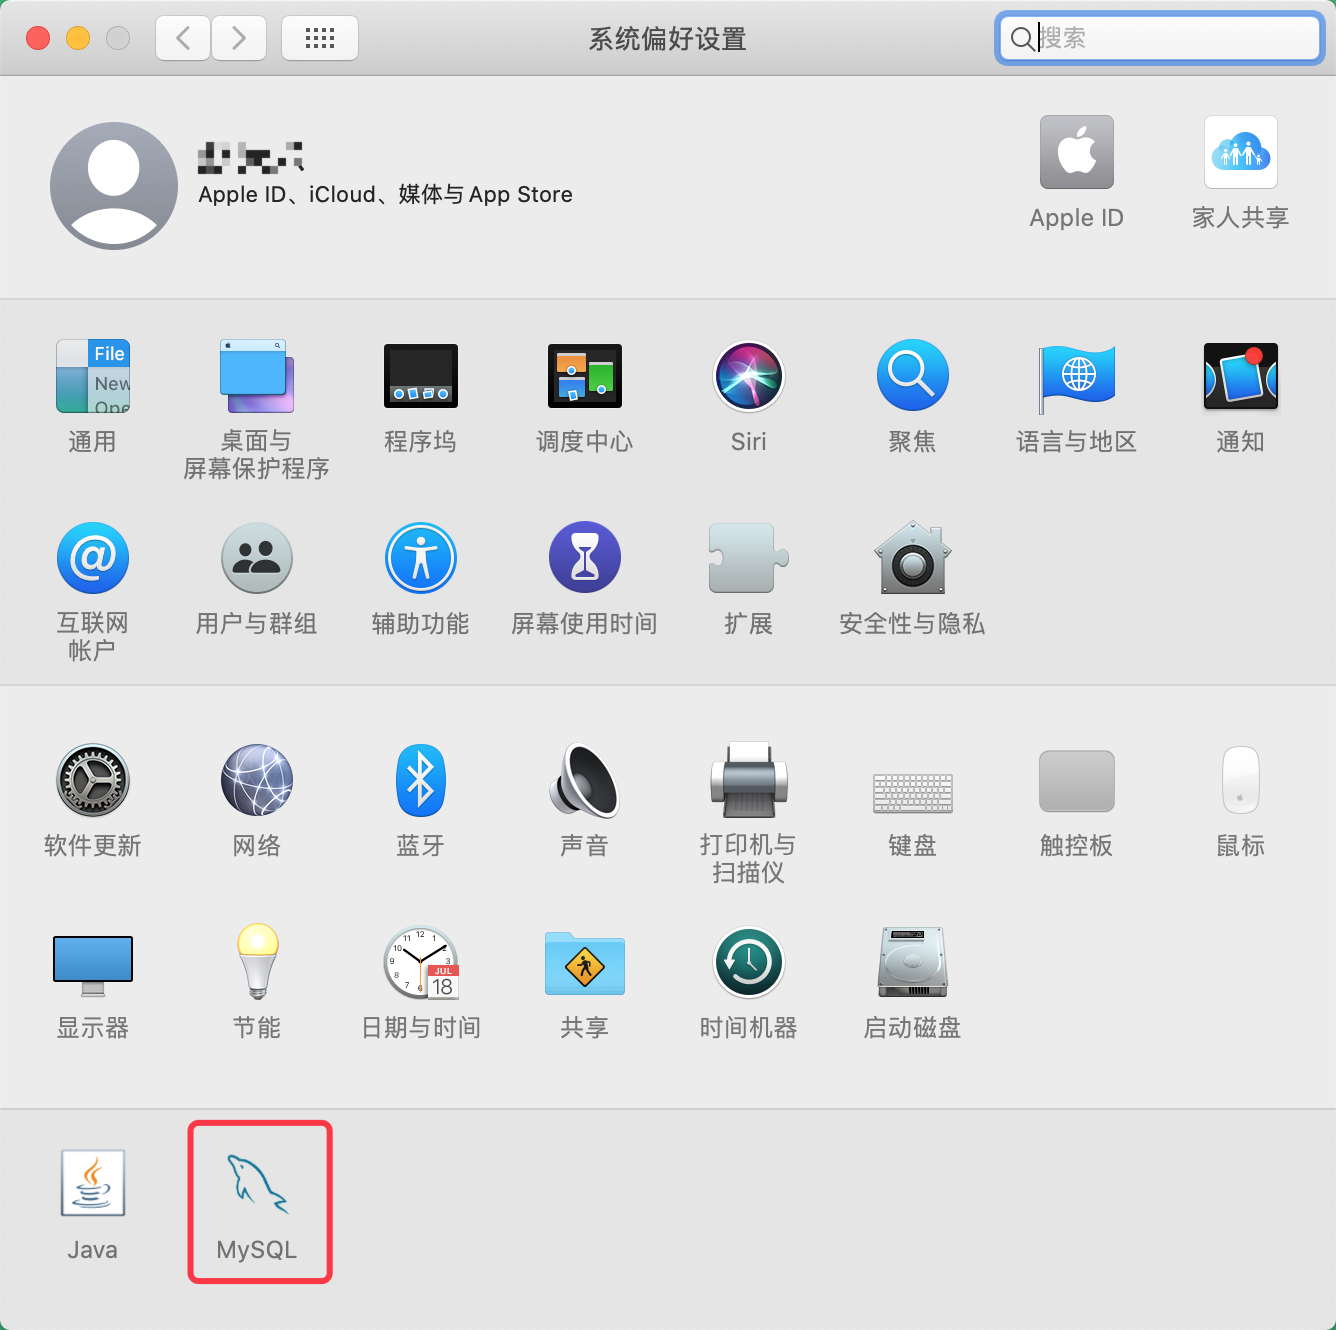 系统偏好设置
搜索
Apple ID、iCloud、媒体与 App Store
Apple ID
家人共享
File
New
Ope
通用
桌面与
屏幕保护程序
程序坞
调度中心
Siri
聚焦
语言与地区
通知
@
互联网
帐户
用户与群组
辅助功能
屏幕使用时间
扩展
安全性与隐私
软件更新
网络
蓝牙
声音
打印机与
扫描仪
键盘
触控板
鼠标
JUL
18
显示器
节能
日期与时间
共享
时间机器
启动磁盘
Java
MySQL